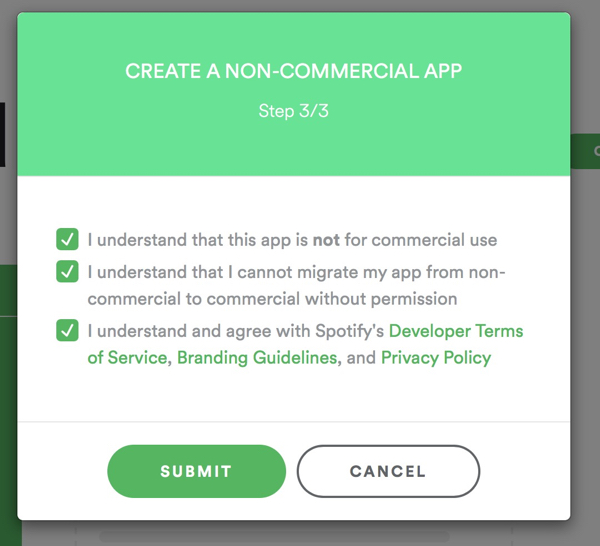 CREATE A NON-COMMERCIAL APP
Step 3/3
I understand that this app is not for commercial use
I understand that I cannot migrate my app from non-
commercial to commercial without permission
I understand and agree with Spotify's Developer Terms
of Service, Branding Guidelines, and Privacy Policy
SUBMIT
CANCEL